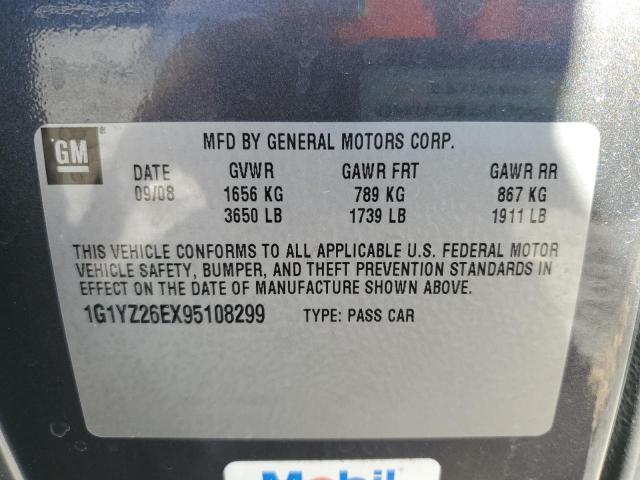 GM
MFD BY GENERAL MOTORS CORP.
DATE GVWR GAWR FRT GAWR RR
09/08 1656 KG 789 KG 867 KG
3650 LB 1739 LB 1911 LB
THIS VEHICLE CONFORMS TO ALL APPLICABLE U.S. FEDERAL MOTOR
VEHICLE SAFETY, BUMPER, AND THEFT PREVENTION STANDARDS IN
EFFECT ON THE DATE OF MANUFACTURE SHOWN ABOVE.
1G1YZ26EX95108299 TYPE: PASS CAR
Mobil